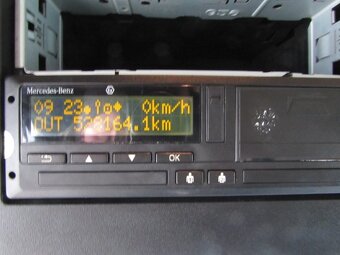 Mercedes-Benz
09 23 0km/h
OUT 528164.1km
OK